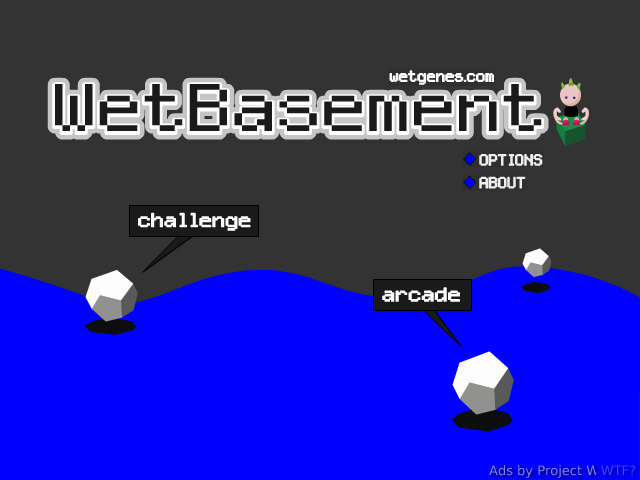 wetgenes.com
WetBasement
OPTIONS
ABOUT
challenge
arcade
Ads by Project W WTF?